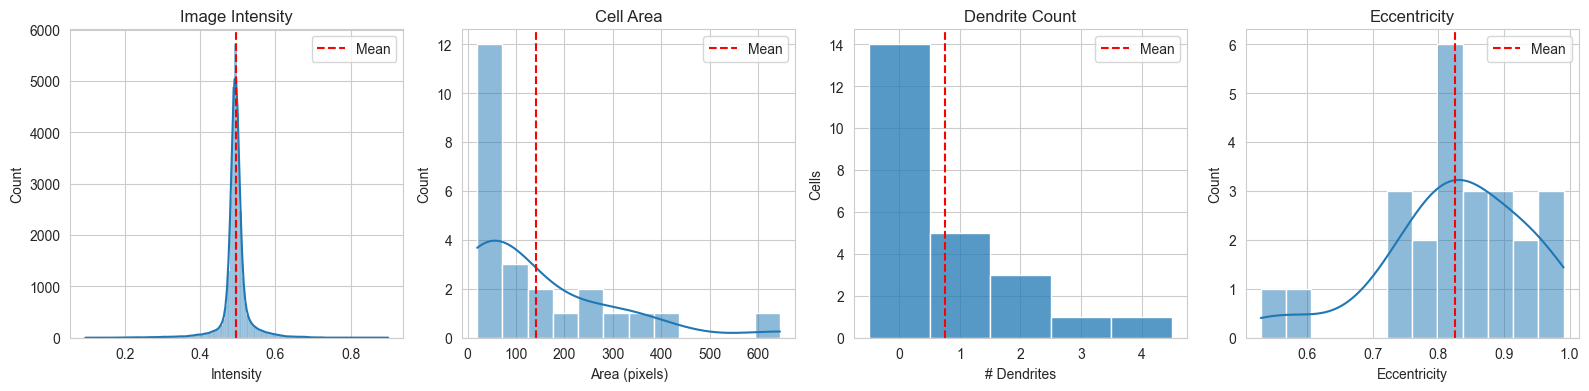 Image Intensity
6000
5000
4000
3000
2000
1000
0
Count
0.2 0.4 0.6 0.8
Intensity
Mean
Cell Area
12
10
8
6
4
2
0
Count
0 100 200 300 400 500 600
Area (pixels)
Mean
Dendrite Count
14
12
10
8
6
4
2
0
Cells
0 1 2 3 4
# Dendrites
Mean
Eccentricity
6
5
4
3
2
1
0
Count
0.6 0.7 0.8 0.9 1.0
Eccentricity
Mean